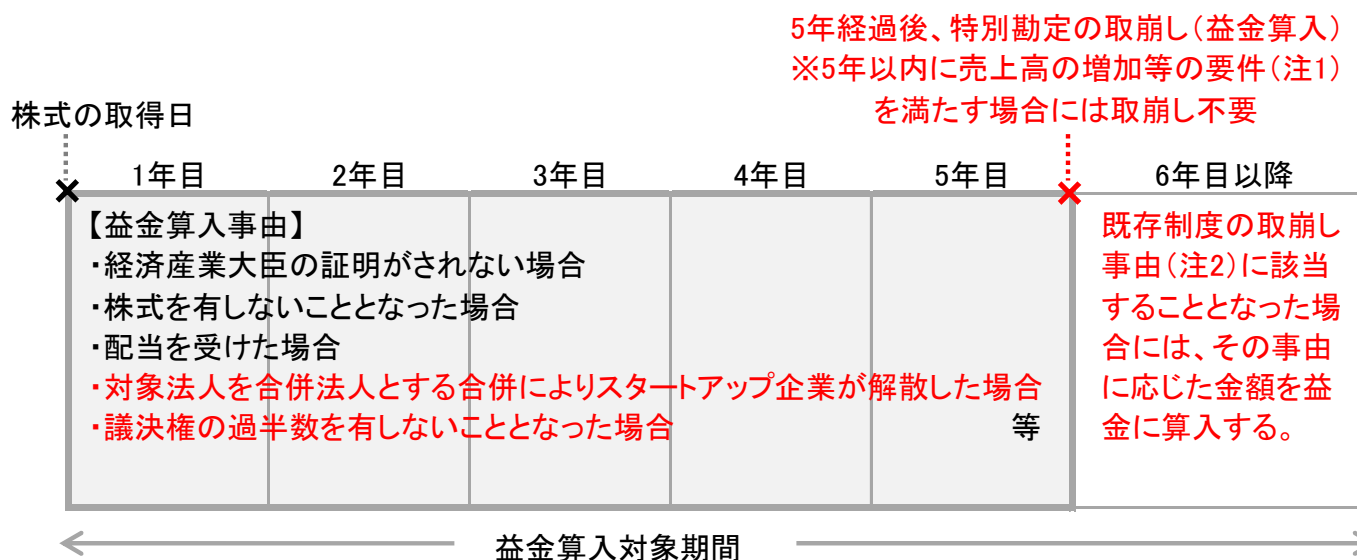 5年経過後、特別勘定の取崩し(益金算入)
※5年以内に売上高の増加等の要件(注1)
を満たす場合には取崩し不要
株式の取得日
1年目 2年目 3年目 4年目 5年目 6年目以降
【益金算入事由】
・経済産業大臣の証明がされない場合
・株式を有しないこととなった場合
・配当を受けた場合
・対象法人を合併法人とする合併によりスタートアップ企業が解散した場合
・議決権の過半数を有しないこととなった場合 等
既存制度の取崩し
事由(注2)に該当
することとなった場
合には、その事由
に応じた金額を益
金に算入する。
益金算入対象期間